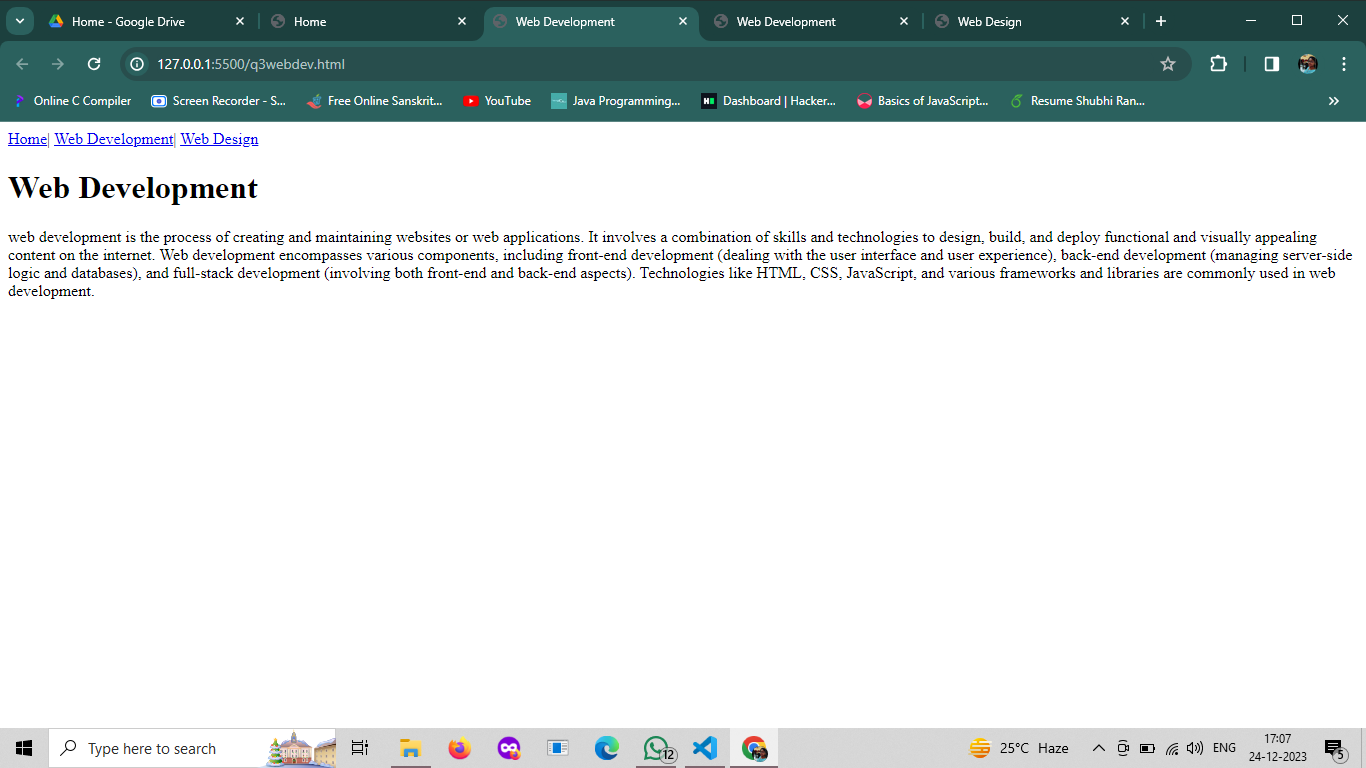 Home - Google Drive
Home
Web Development
Web Development
Web Design
127.0.0.1:5500/q3webdev.html
Online C Compiler
Screen Recorder - S...
Free Online Sanskrit...
YouTube
Java Programming...
Dashboard | Hacker...
Basics of JavaScript...
Resume Shubhi Ran...
Home| Web Development| Web Design
Web Development
web development is the process of creating and maintaining websites or web applications. It involves a combination of skills and technologies to design, build, and deploy functional and visually appealing
content on the internet. Web development encompasses various components, including front-end development (dealing with the user interface and user experience), back-end development (managing server-side
logic and databases), and full-stack development (involving both front-end and back-end aspects). Technologies like HTML, CSS, JavaScript, and various frameworks and libraries are commonly used in web
development.
Type here to search
12
25°C Haze
ENG
17:07
24-12-2023
5